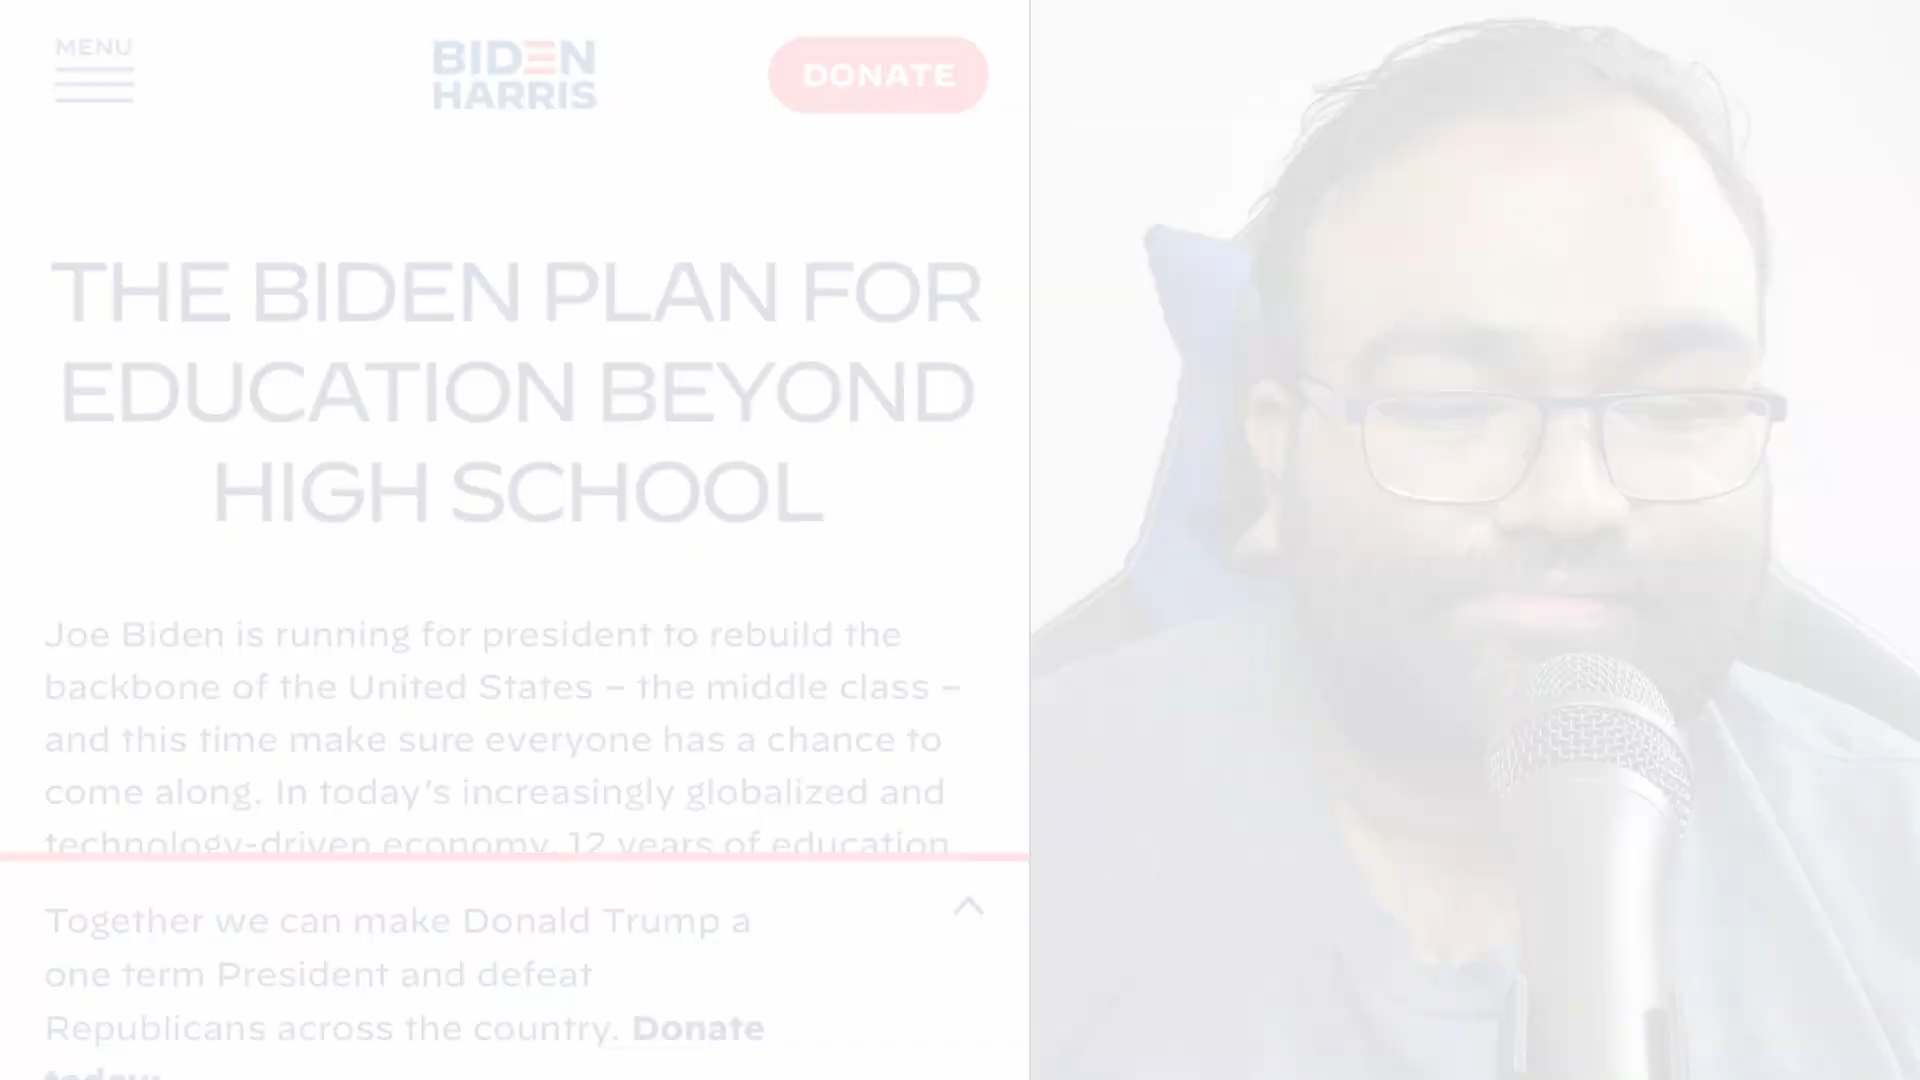 MENU
BIDEN
HARRIS
DONATE
THE BIDEN PLAN FOR
EDUCATION BEYOND
HIGH SCHOOL
Joe Biden is running for president to rebuild the
backbone of the United States – the middle class –
and this time make sure everyone has a chance to
come along. In today’s increasingly globalized and
technology-driven economy, 12 years of education
Together we can make Donald Trump a
one term President and defeat
Republicans across the country. Donate
today: